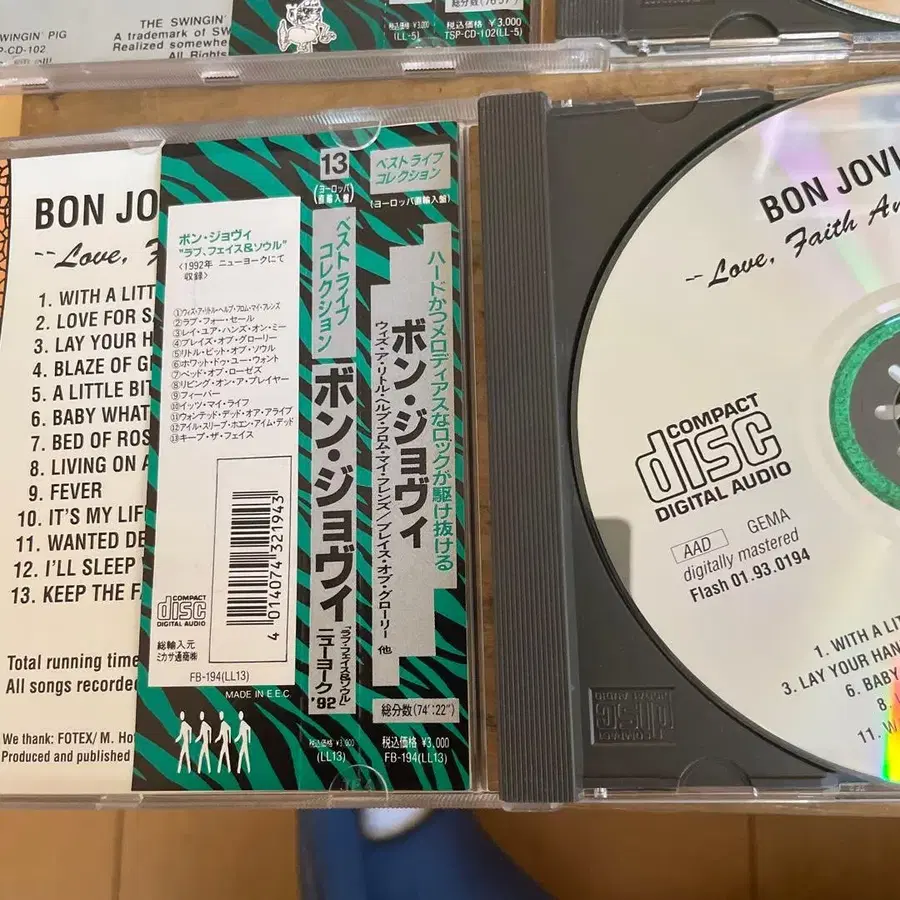 THE SWINGIN'
SWINGIN' PIG
A trademark of SW
P-CD-102
Realized somewhe
All Rights
税込価格 ¥3,000
(LL-5)
税込価格 ¥3,000
TSP-CD-102(LL-5)
BON JO
--Love, F
1. WITH A LITT
2. LOVE FOR S
3. LAY YOUR H
4. BLAZE OF G
5. A LITTLE BIT
6. BABY WHAT
7. BED OF ROS
8. LIVING ON A
9. FEVER
10. IT'S MY LIF
11. WANTED DE
12. I'LL SLEEP
13. KEEP THE F
Total running time
All songs recorded
We thank: FOTEX/ M. Ho
Produced and published
ボン・ジョヴィ
"ラブ、フェイス&ソウル"
〈1992年 ニューヨークにて
収録〉
①ウィズ・ア・リトル・ヘルプ・フロム・マイ・フレンズ
②ラブ・フォー・セール
③レイ・ユア・ハンズ・オン・ミー
④ブレイズ・オブ・グローリー
⑤リトル・ビット・オブ・ソウル
⑥ホワット・ドゥ・ユー・ウォント
⑦ベッド・オブ・ローゼズ
⑧リビング・オン・ア・プレイヤー
⑨フィーバー
⑩イッツ・マイ・ライフ
⑪ウォンテッド・デッド・オア・アライブ
⑫アイル・スリープ・ホエン・アイム・デッド
⑬キープ・ザ・フェイス
4 014074 321943
COMPACT
disc
DIGITAL AUDIO
総輸入元
ミカサ通商㈱
FB-194(LL13)
MADE IN E.E.C.
13
(ヨーロッパ直輸入盤)
ベストライブコレクション
ボン・ジョヴィ
「ラブ・フェイス&ソウル」
ニューヨーク'92
税込価格 ¥3,000
(LL13)
ベストライブ
コレクション
(ヨーロッパ直輸入盤)
ハードかつメロディアスなロックが駆け抜ける
ボン・ジョヴィ
ウィズ・ア・リトル・ヘルプ・フロム・マイ・フレンズ/ブレイズ・オブ・グローリー 他
総分数(74':22")
税込価格 ¥3,000
FB-194(LL13)
BON JOVI
--Love, Faith An
COMPACT
disc
DIGITAL AUDIO
AAD
GEMA
digitally mastered
Flash 01.93.0194
1. WITH A LIT
3. LAY YOUR HAN
6. BABY
8. L
11. W